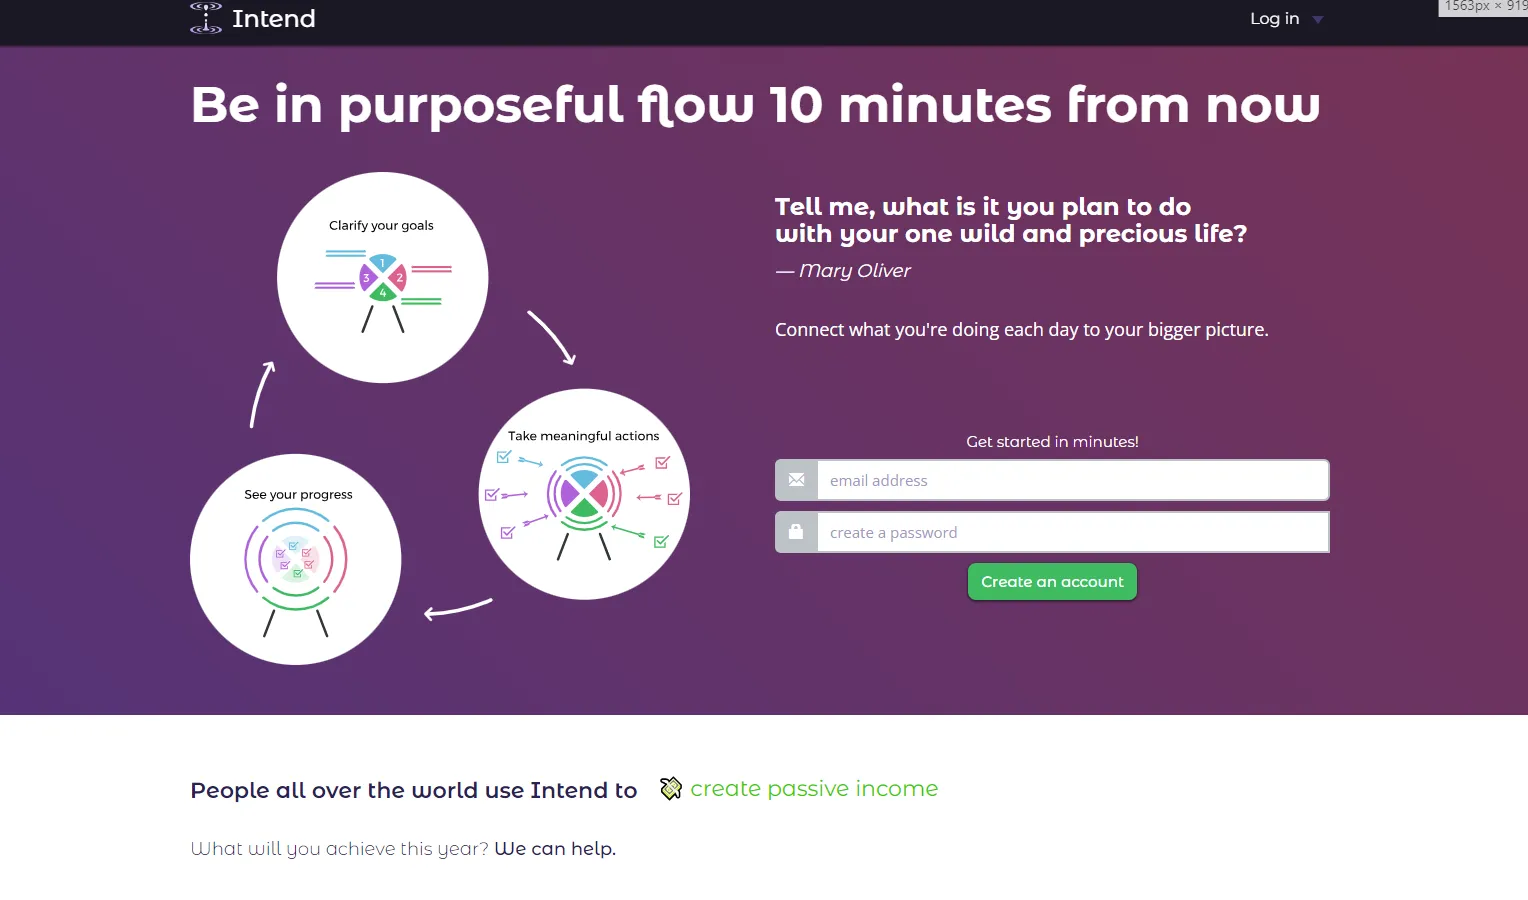 Intend
Log in
1563px × 919
Be in purposeful flow 10 minutes from now
Clarify your goals
1
2
3
4
Take meaningful actions
See your progress
Tell me, what is it you plan to do
with your one wild and precious life?
— Mary Oliver
Connect what you're doing each day to your bigger picture.
Get started in minutes!
email address
create a password
Create an account
People all over the world use Intend to create passive income
What will you achieve this year? We can help.